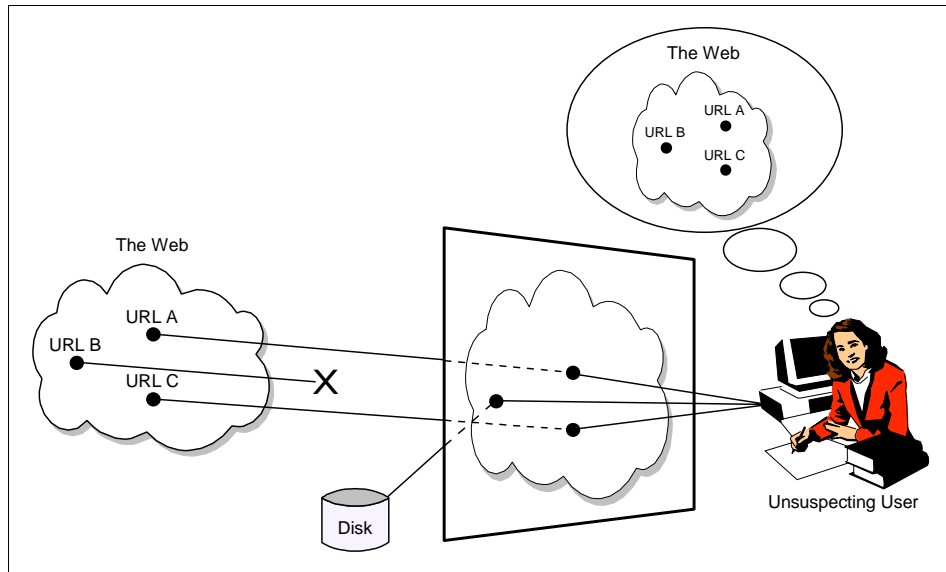 The Web
URL A
URL B
URL C
The Web
URL A
URL B
URL C
X
Disk
Unsuspecting User